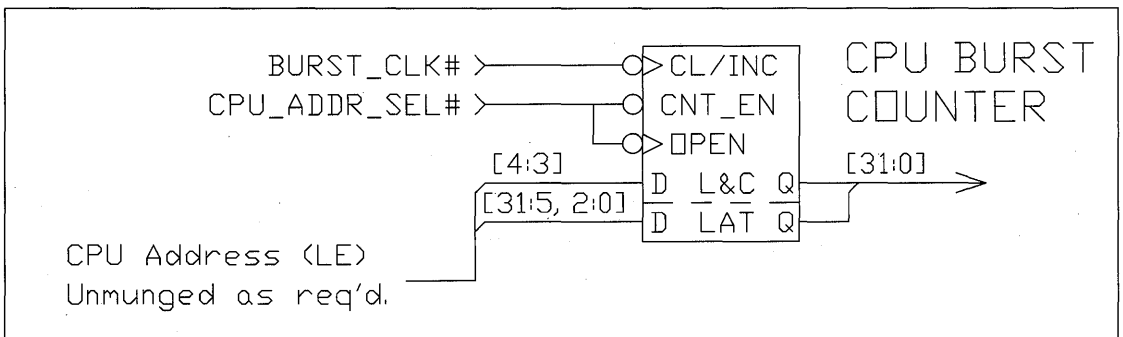 BURST_CLK#
CL/INC
CPU BURST
COUNTER
CPU_ADDR_SEL#
CNT_EN
OPEN
[4:3]
[31:0]
D L&C Q
[31:5, 2:0]
D LAT Q
CPU Address (LE)
Unmunged as req'd.